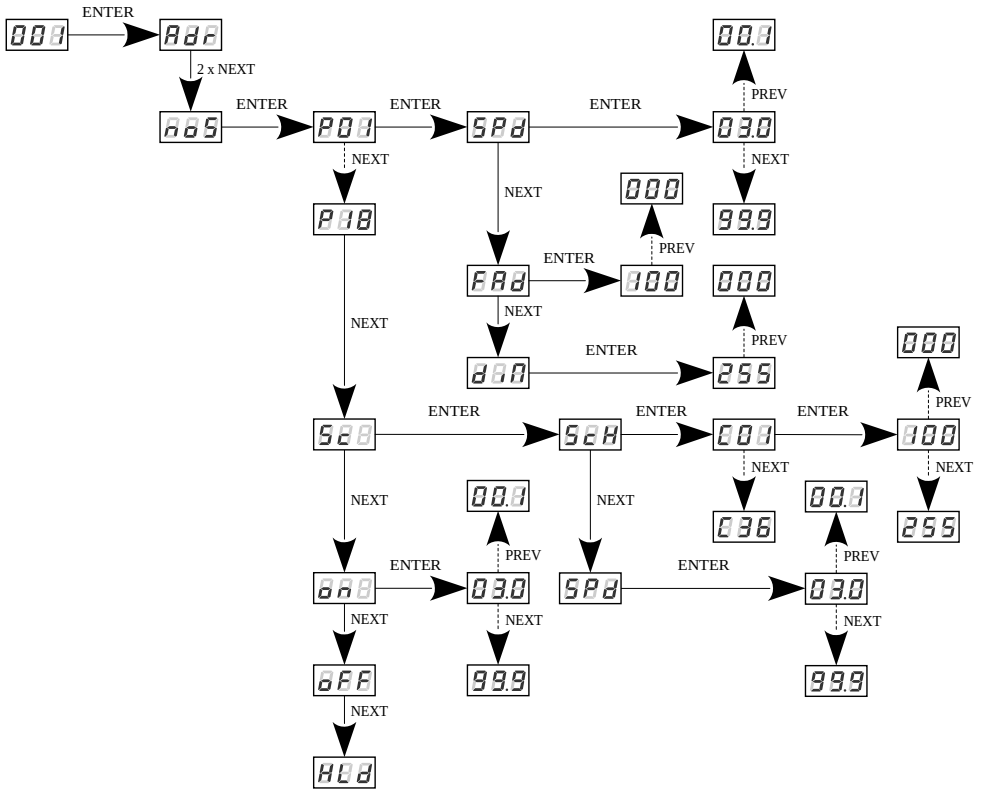 001 ENTER Adr 00.1
2 x NEXT PREV
noS ENTER P01 ENTER SPd ENTER 03.0
NEXT NEXT
000
P18 NEXT 99.9
PREV
FAd ENTER 100 000
NEXT PREV
NEXT
din ENTER 255
000
PREV
Sc ENTER ScH ENTER C01 ENTER 100
NEXT NEXT
00.1 00.1
NEXT NEXT C36 255
PREV PREV
on ENTER 03.0 SPd ENTER 03.0
NEXT NEXT NEXT
oFF 99.9 99.9
NEXT
HLd